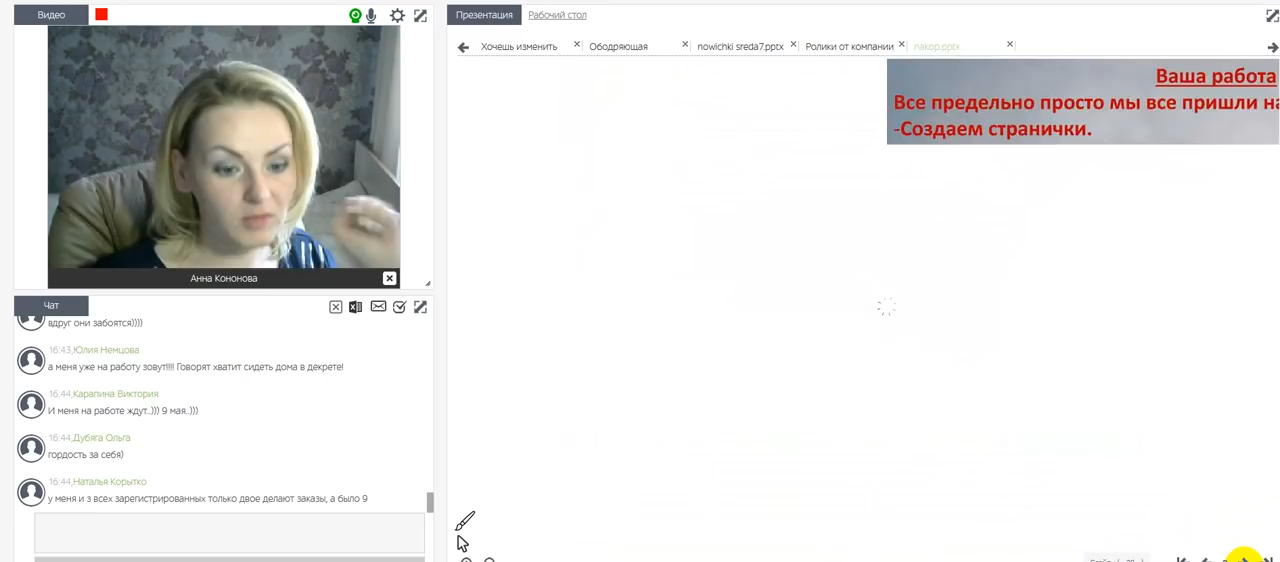 Видео
Презентация
Рабочий стол
Хочешь изменить
Ободряющая
nowichki sreda7.pptx
Ролики от компании
nakop.pptx
Ваша работа
Все предельно просто мы все пришли на
-Создаем странички.
Анна Кононова
Чат
вдруг они забоятся))))
16:43,Юлия Немцова
а меня уже на работу зовут!!!! Говорят хватит сидеть дома в декрете!
16:44,Карапина Виктория
И меня на работе ждут..))) 9 мая..)))
16:44,Дубяга Ольга
гордость за себя)
16:44,Наталья Корытко
у меня и з всех зарегистрированных только двое делают заказы, а было 9